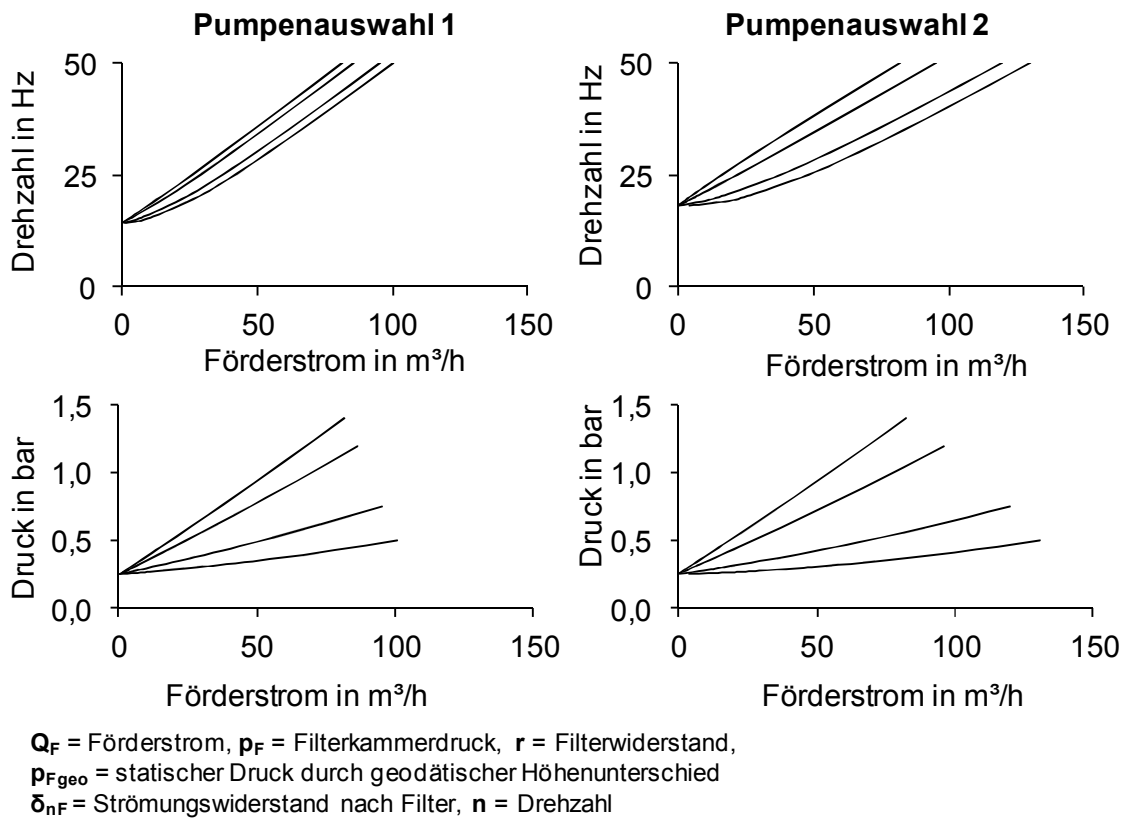 Pumpenauswahl 1
Drehzahl in Hz
50
25
0
0 50 100 150
Förderstrom in m³/h
Pumpenauswahl 2
Drehzahl in Hz
50
25
0
0 50 100 150
Förderstrom in m³/h
Druck in bar
1,5
1,0
0,5
0,0
0 50 100 150
Förderstrom in m³/h
Druck in bar
1,5
1,0
0,5
0,0
0 50 100 150
Förderstrom in m³/h
Q_F = Förderstrom, p_F = Filterkammerdruck, r = Filterwiderstand,
p_Fgeo = statischer Druck durch geodätischer Höhenunterschied
δ_nF = Strömungswiderstand nach Filter, n = Drehzahl